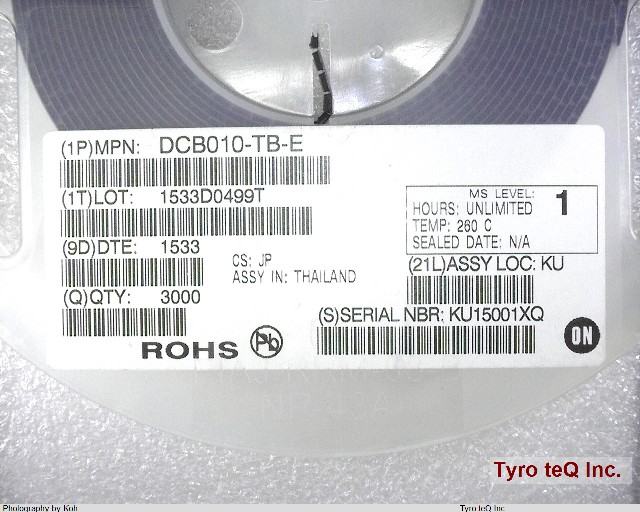 (1P)MPN: DCB010-TB-E
(1T)LOT: 1533D0499T
(9D)DTE: 1533
(Q)QTY: 3000
CS: JP
ASSY IN: THAILAND
MS LEVEL: 1
HOURS: UNLIMITED
TEMP: 260 C
SEALED DATE: N/A
(21L)ASSY LOC: KU
(S)SERIAL NBR: KU15001XQ
ROHS Pb
ON
Tyro teQ Inc.
Photography by Koh
Tyro teQ Inc